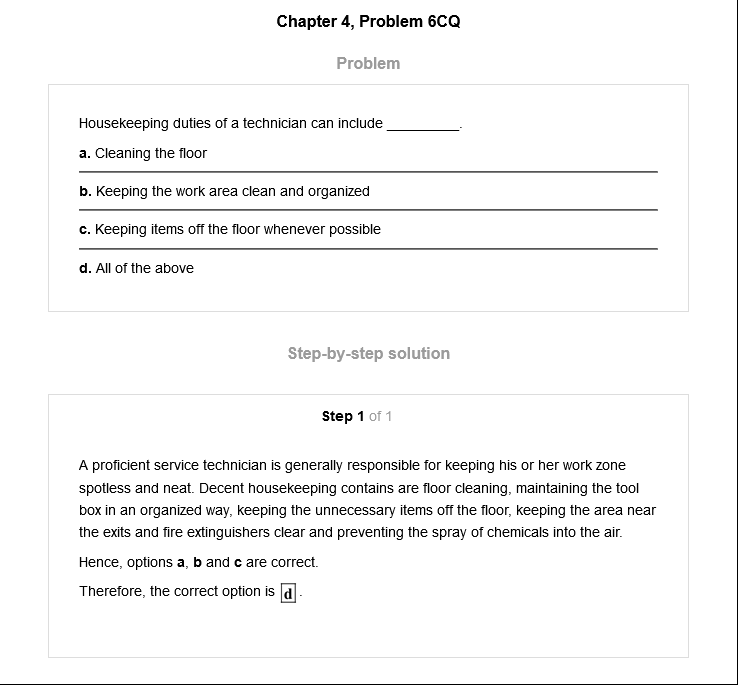 Chapter 4, Problem 6CQ
Problem
Housekeeping duties of a technician can include __________.
a. Cleaning the floor
b. Keeping the work area clean and organized
c. Keeping items off the floor whenever possible
d. All of the above
Step-by-step solution
Step 1 of 1
A proficient service technician is generally responsible for keeping his or her work zone
spotless and neat. Decent housekeeping contains are floor cleaning, maintaining the tool
box in an organized way, keeping the unnecessary items off the floor, keeping the area near
the exits and fire extinguishers clear and preventing the spray of chemicals into the air.
Hence, options a, b and c are correct.
Therefore, the correct option is d.